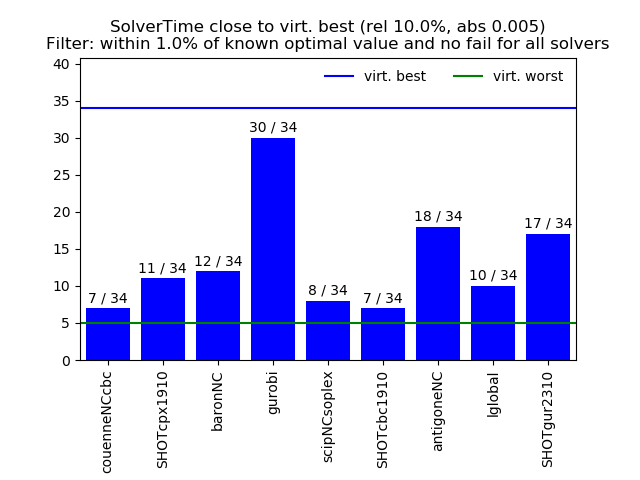 SolverTime close to virt. best (rel 10.0%, abs 0.005)
Filter: within 1.0% of known optimal value and no fail for all solvers
virt. best
virt. worst
40
35
30
25
20
15
10
5
0
7 / 34
11 / 34
12 / 34
30 / 34
8 / 34
7 / 34
18 / 34
10 / 34
17 / 34
couenneNCcbc
SHOTcpx1910
baronNC
gurobi
scipNCsoplex
SHOTcbc1910
antigoneNC
lglobal
SHOTgur2310